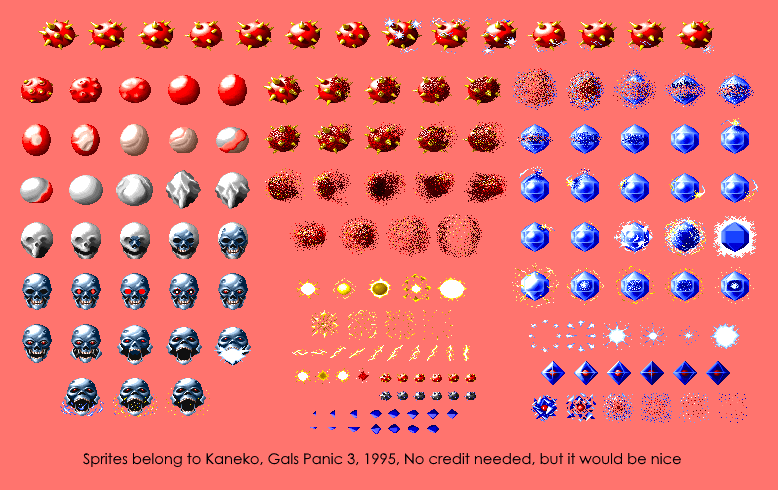 Sprites belong to Kaneko, Gals Panic 3, 1995, No credit needed, but it would be nice